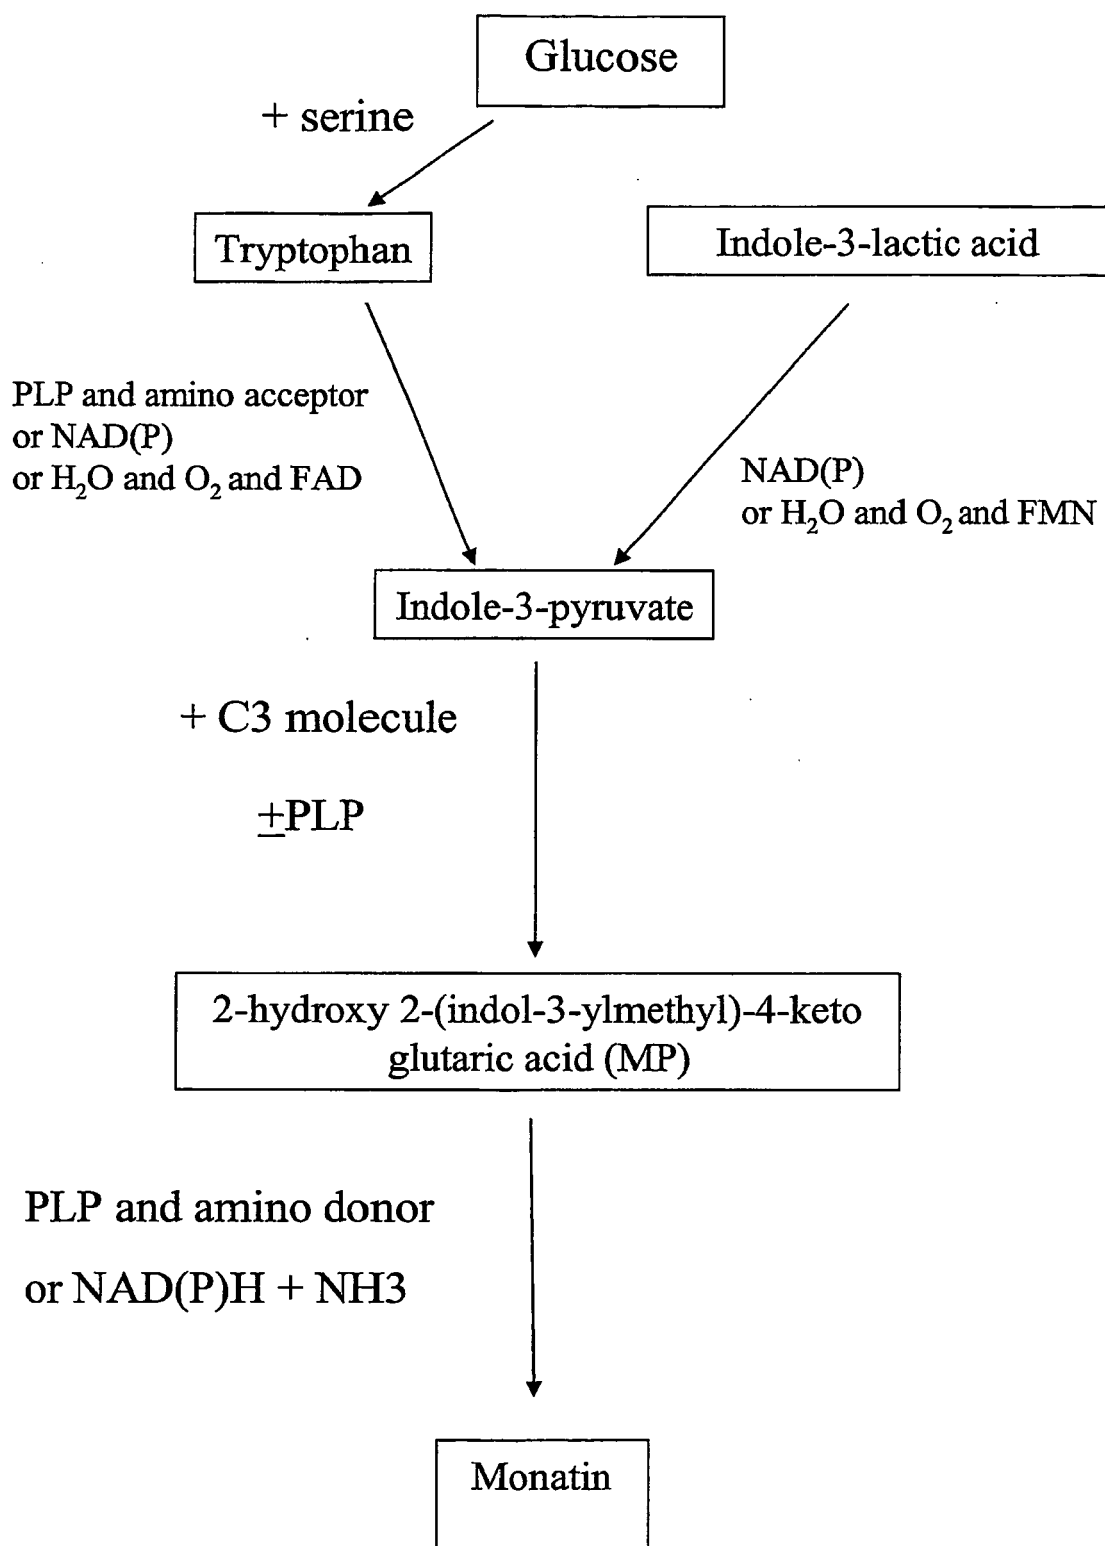 Glucose
+ serine
Tryptophan
Indole-3-lactic acid
PLP and amino acceptor
or NAD(P)
or H₂O and O₂ and FAD
NAD(P)
or H₂O and O₂ and FMN
Indole-3-pyruvate
+ C3 molecule
±PLP
2-hydroxy 2-(indol-3-ylmethyl)-4-keto
glutaric acid (MP)
PLP and amino donor
or NAD(P)H + NH3
Monatin